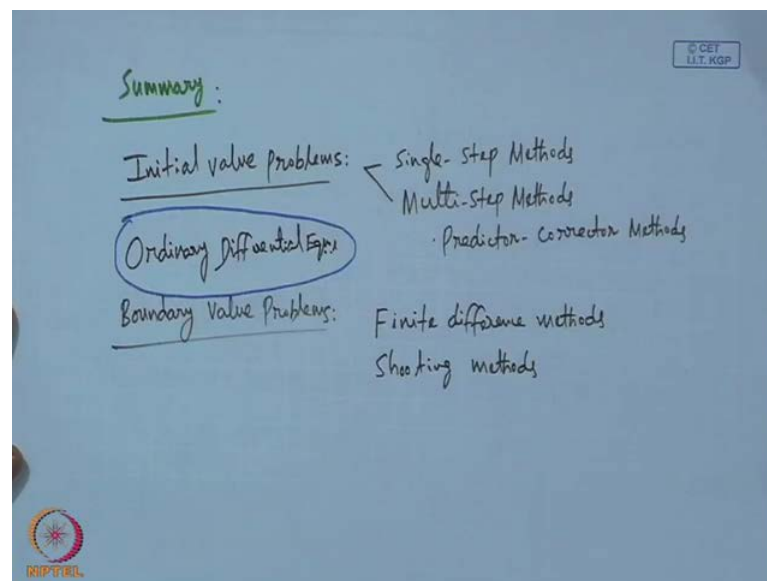 © CET
I.I.T. KGP
Summary :
Initial value problems: Single-Step Methods
Multi-Step Methods
· Predictor-Corrector Methods
Ordinary Differential Eqns
Boundary Value Problems: Finite difference methods
Shooting methods
NPTEL